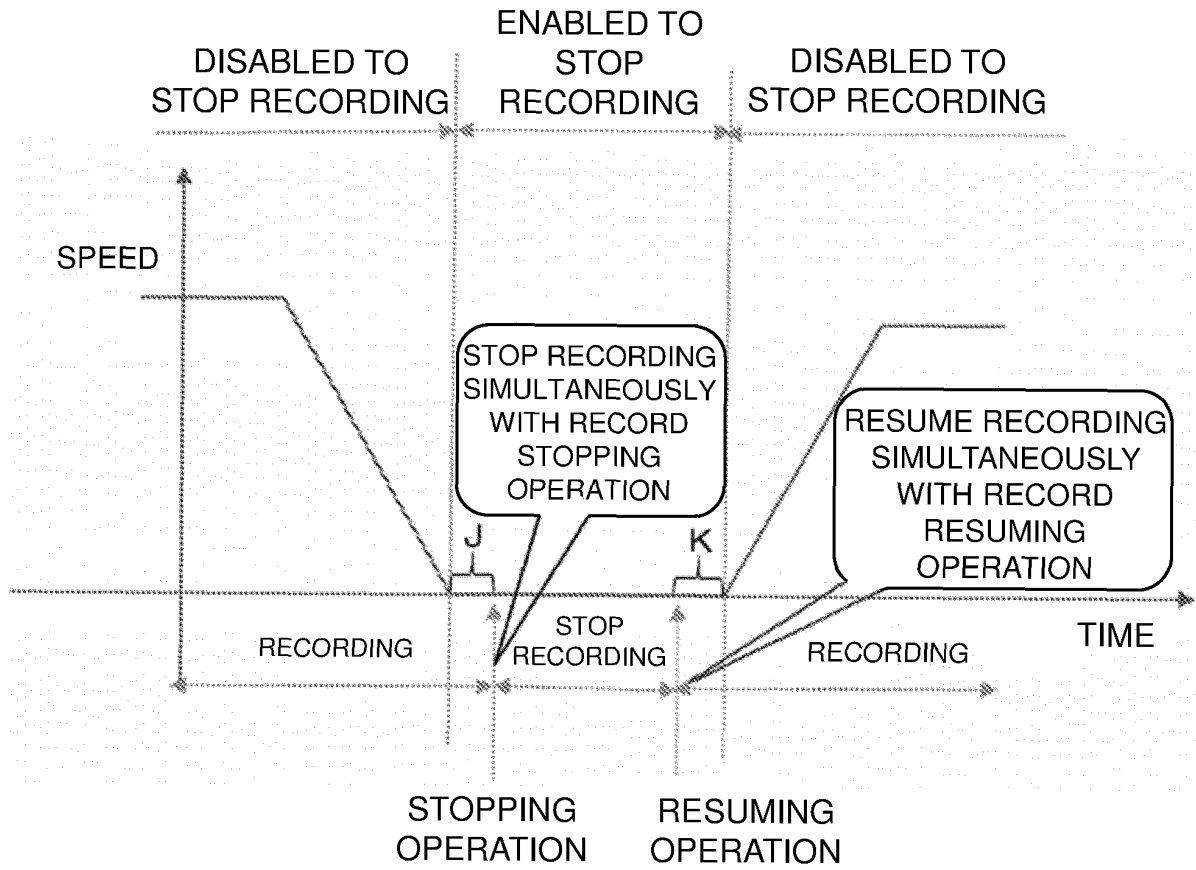 DISABLED TO
STOP RECORDING
ENABLED TO
STOP
RECORDING
DISABLED TO
STOP RECORDING
SPEED
STOP RECORDING
SIMULTANEOUSLY
WITH RECORD
STOPPING
OPERATION
RESUME RECORDING
SIMULTANEOUSLY
WITH RECORD
RESUMING
OPERATION
J
K
RECORDING
STOP
RECORDING
RECORDING
TIME
STOPPING
OPERATION
RESUMING
OPERATION